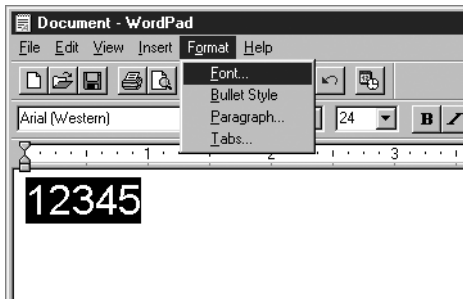 Document - WordPad
File Edit View Insert Format Help
Font...
Bullet Style
Paragraph...
Tabs...
Arial (Western) 24 B I
1 2 3
12345